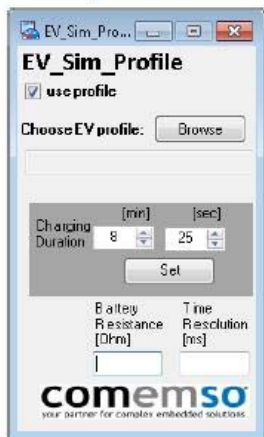 EV_Sim_Pro...
EV_Sim_Profile
use profile
Choose EV profile: Browse
[min] [sec]
Charging Duration 8 25
Set
Battery Resistance [Ohm] Time Resolution [ms]
comemso
your partner for complex embedded solutions